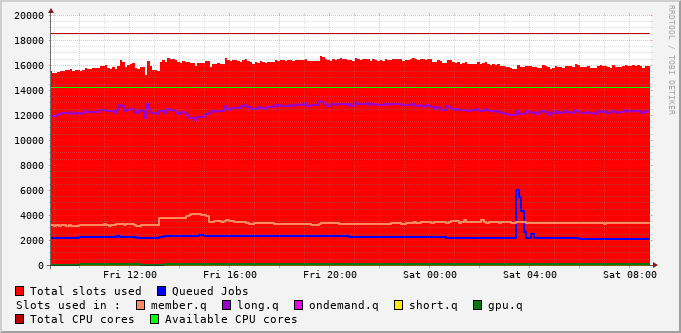 20000
18000
16000
14000
12000
10000
8000
6000
4000
2000
0
Fri 12:00 Fri 16:00 Fri 20:00 Sat 00:00 Sat 04:00 Sat 08:00
Total slots used Queued Jobs
Slots used in : member.q long.q ondemand.q short.q gpu.q
Total CPU cores Available CPU cores
RRDTOOL / TOBI OETIKER